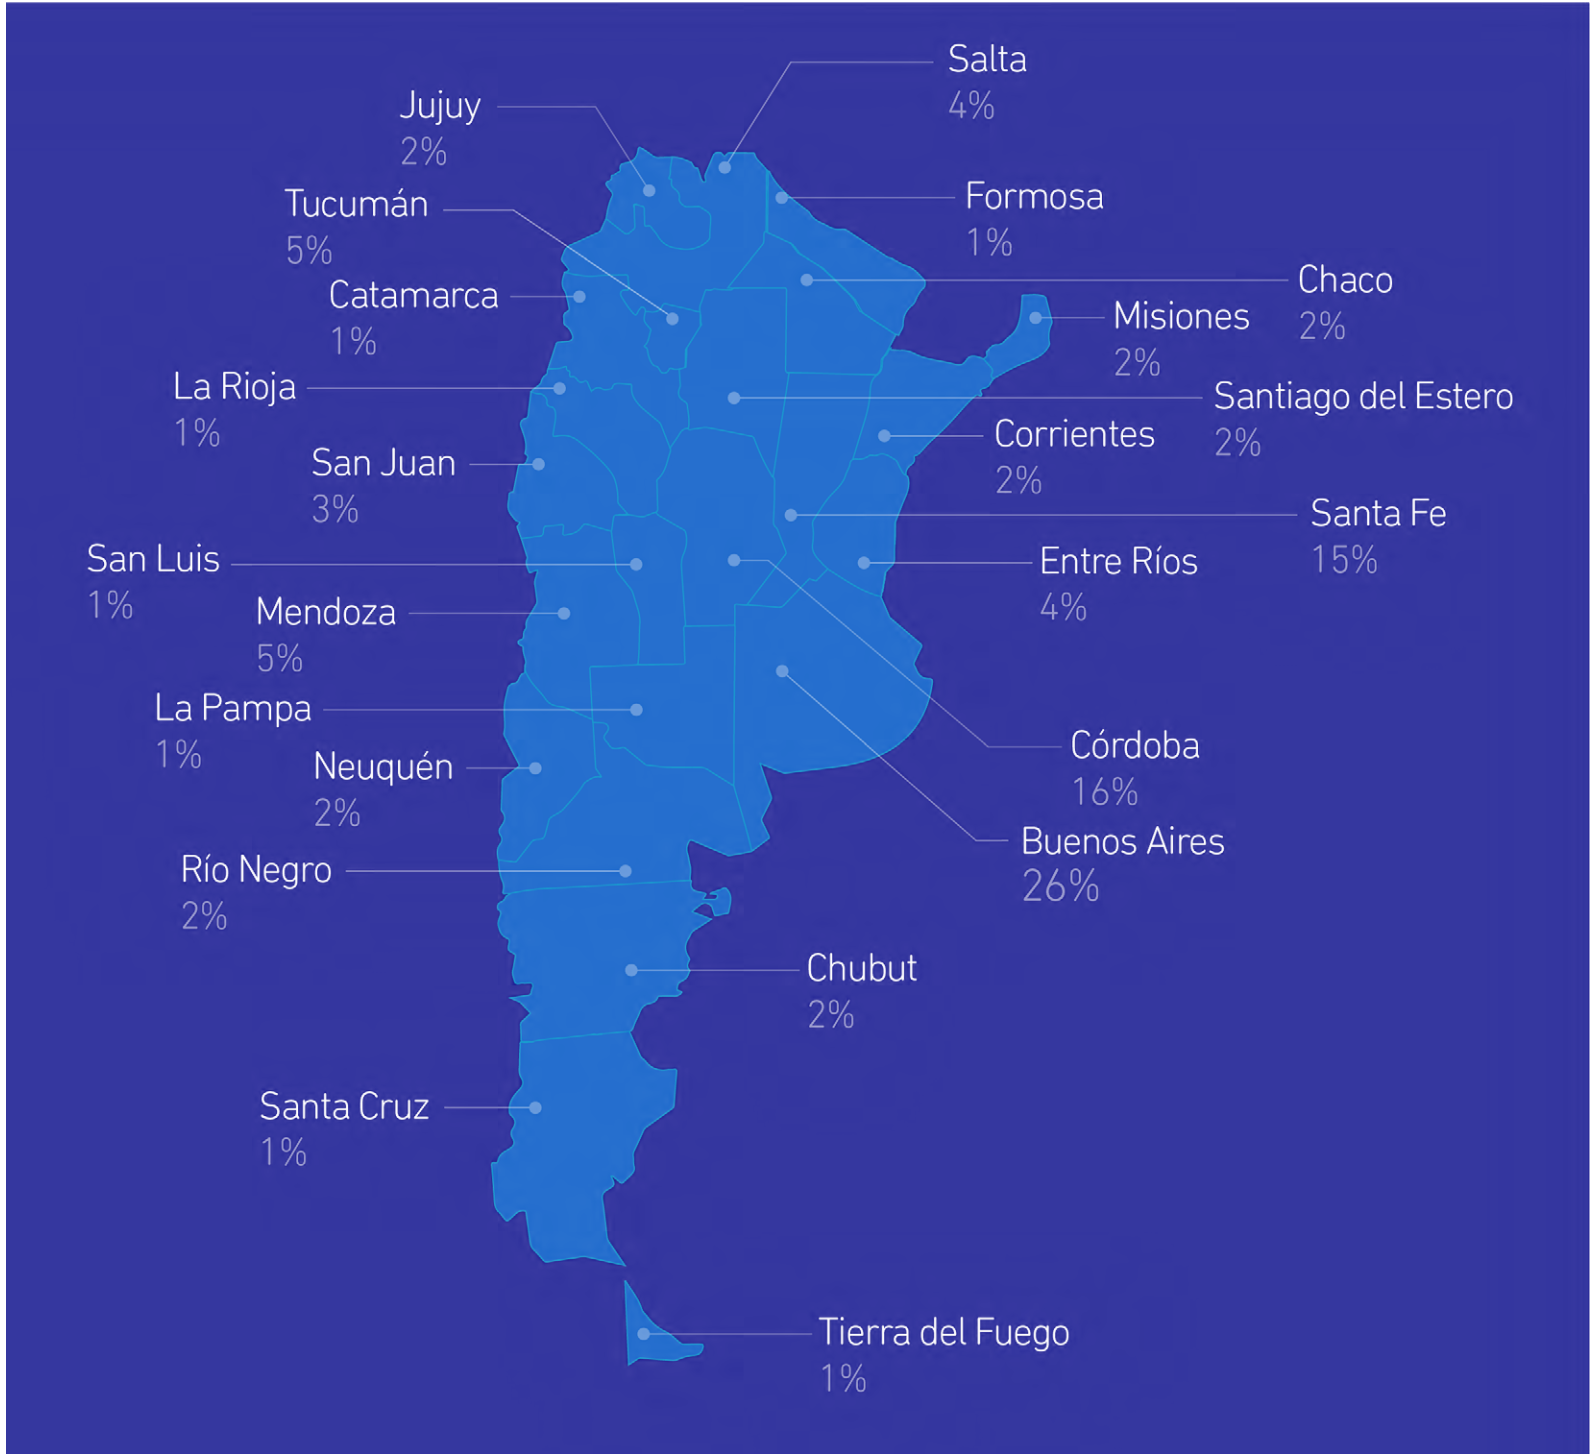 Salta
4%
Jujuy
2%
Tucumán
5%
Formosa
1%
Catamarca
1%
Chaco
2%
Misiones
2%
La Rioja
1%
Santiago del Estero
2%
Corrientes
2%
San Juan
3%
Santa Fe
15%
San Luis
1%
Entre Ríos
4%
Mendoza
5%
La Pampa
1%
Córdoba
16%
Neuquén
2%
Buenos Aires
26%
Río Negro
2%
Chubut
2%
Santa Cruz
1%
Tierra del Fuego
1%